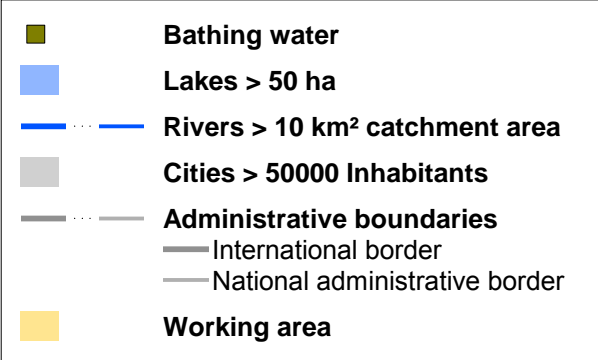 Bathing water
Lakes > 50 ha
Rivers > 10 km² catchment area
Cities > 50000 Inhabitants
Administrative boundaries
International border
National administrative border
Working area